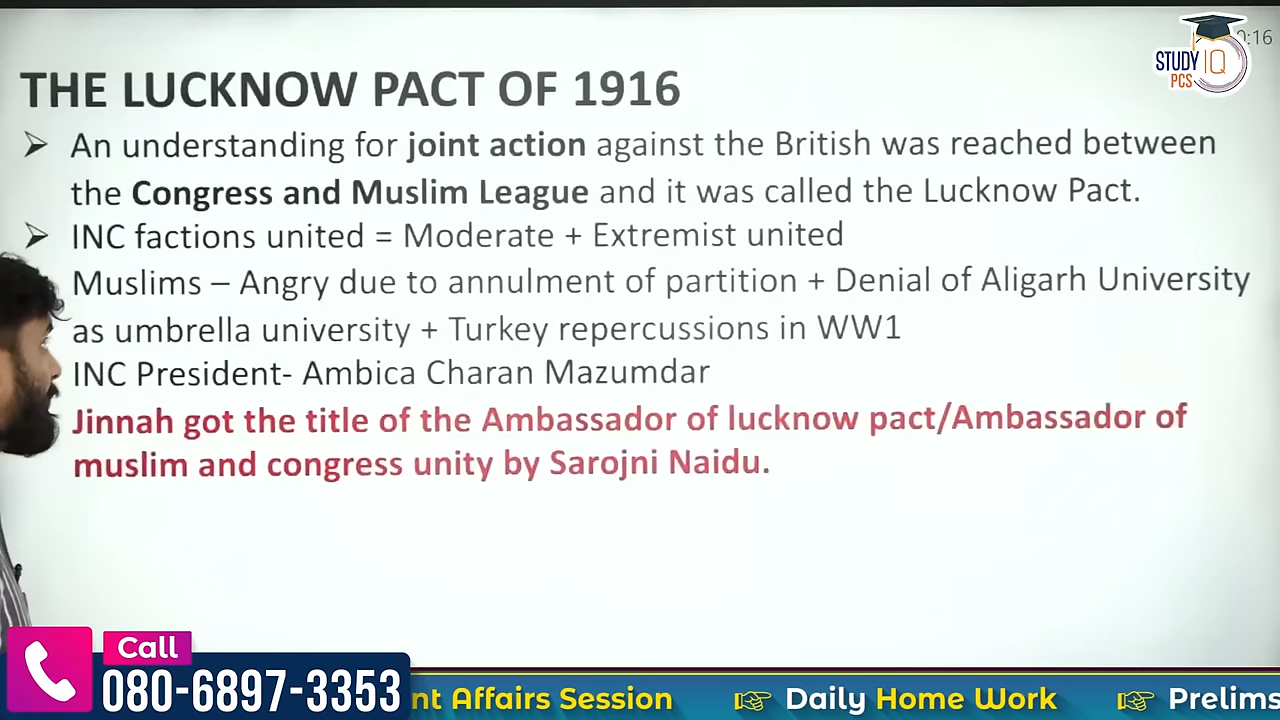 0:16
STUDY IQ
PCS
THE LUCKNOW PACT OF 1916
➢ An understanding for joint action against the British was reached between
the Congress and Muslim League and it was called the Lucknow Pact.
➢ INC factions united = Moderate + Extremist united
Muslims – Angry due to annulment of partition + Denial of Aligarh University
as umbrella university + Turkey repercussions in WW1
INC President- Ambica Charan Mazumdar
Jinnah got the title of the Ambassador of lucknow pact/Ambassador of
muslim and congress unity by Sarojni Naidu.
Call
080-6897-3353
nt Affairs Session Daily Home Work Prelims